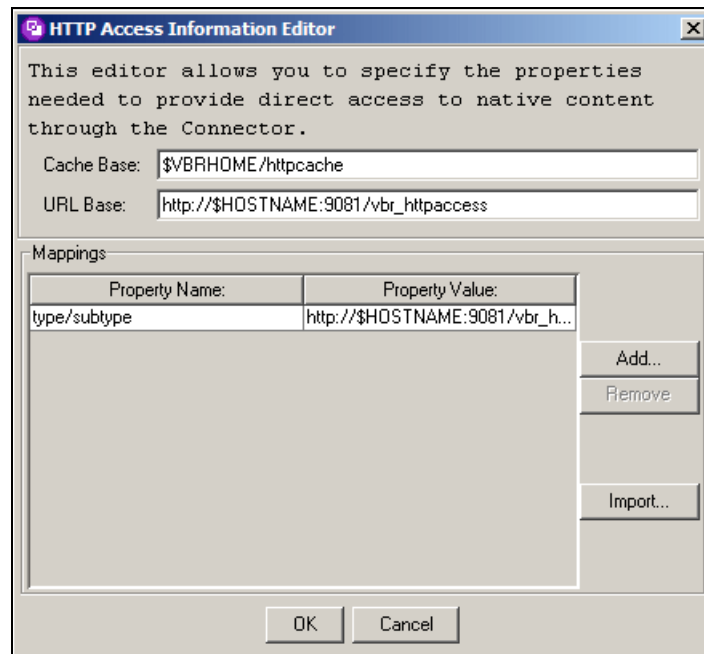 HTTP Access Information Editor
This editor allows you to specify the properties
needed to provide direct access to native content
through the Connector.
Cache Base: $VBRHOME/httpcache
URL Base: http://$HOSTNAME:9081/vbr_httpaccess
Mappings
Property Name: Property Value:
type/subtype http://$HOSTNAME:9081/vbr_h...
Add...
Remove
Import...
OK Cancel